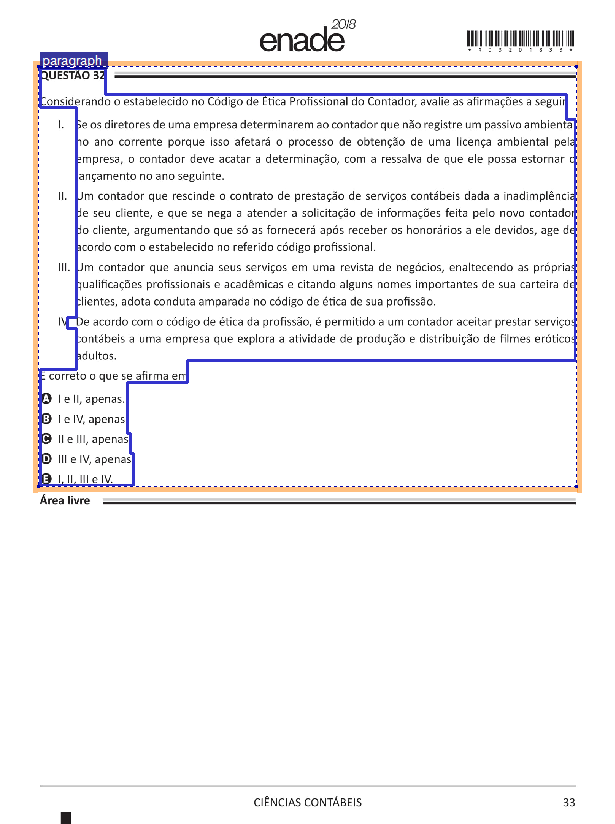 enade2018
*R053201833*
paragraph
QUESTÃO 32
Considerando o estabelecido no Código de Ética Profissional do Contador, avalie as afirmações a seguir
I. Se os diretores de uma empresa determinarem ao contador que não registre um passivo ambiental
no ano corrente porque isso afetará o processo de obtenção de uma licença ambiental pela
empresa, o contador deve acatar a determinação, com a ressalva de que ele possa estornar o
lançamento no ano seguinte.
II. Um contador que rescinde o contrato de prestação de serviços contábeis dada a inadimplência
de seu cliente, e que se nega a atender a solicitação de informações feita pelo novo contador
do cliente, argumentando que só as fornecerá após receber os honorários a ele devidos, age de
acordo com o estabelecido no referido código profissional.
III. Um contador que anuncia seus serviços em uma revista de negócios, enaltecendo as próprias
qualificações profissionais e acadêmicas e citando alguns nomes importantes de sua carteira de
clientes, adota conduta amparada no código de ética de sua profissão.
IV. De acordo com o código de ética da profissão, é permitido a um contador aceitar prestar serviços
contábeis a uma empresa que explora a atividade de produção e distribuição de filmes eróticos
adultos.
É correto o que se afirma em
A I e II, apenas.
B I e IV, apenas
C II e III, apenas
D III e IV, apenas
E I, II, III e IV.
Área livre
CIÊNCIAS CONTÁBEIS 33